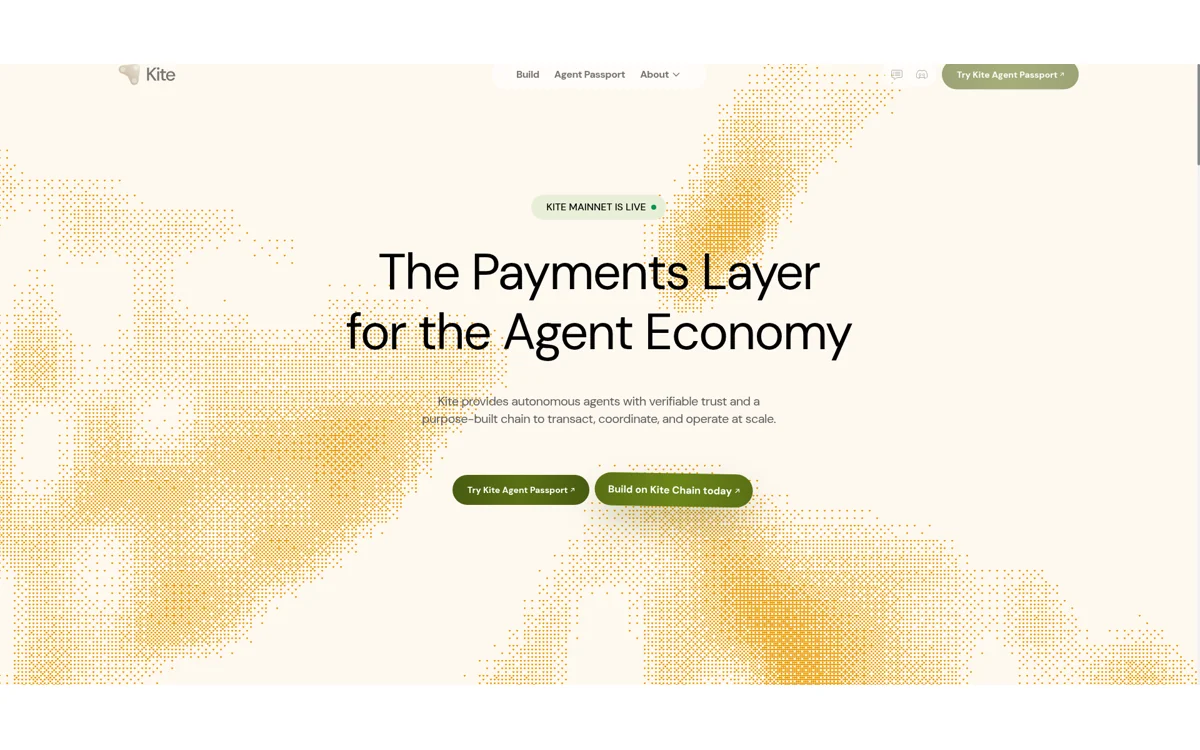 Kite
Build
Agent Passport
About
Try Kite Agent Passport ↗
KITE MAINNET IS LIVE
The Payments Layer
for the Agent Economy
Kite provides autonomous agents with verifiable trust and a
purpose-built chain to transact, coordinate, and operate at scale.
Try Kite Agent Passport ↗
Build on Kite Chain today ↗